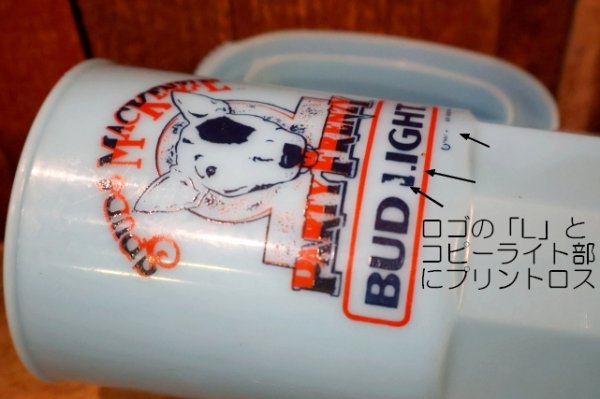 Spuds MACKENZIE
PARTY ANIMAL
BUD LIGHT
ロゴの「L」と
コピーライト部
にプリントロス